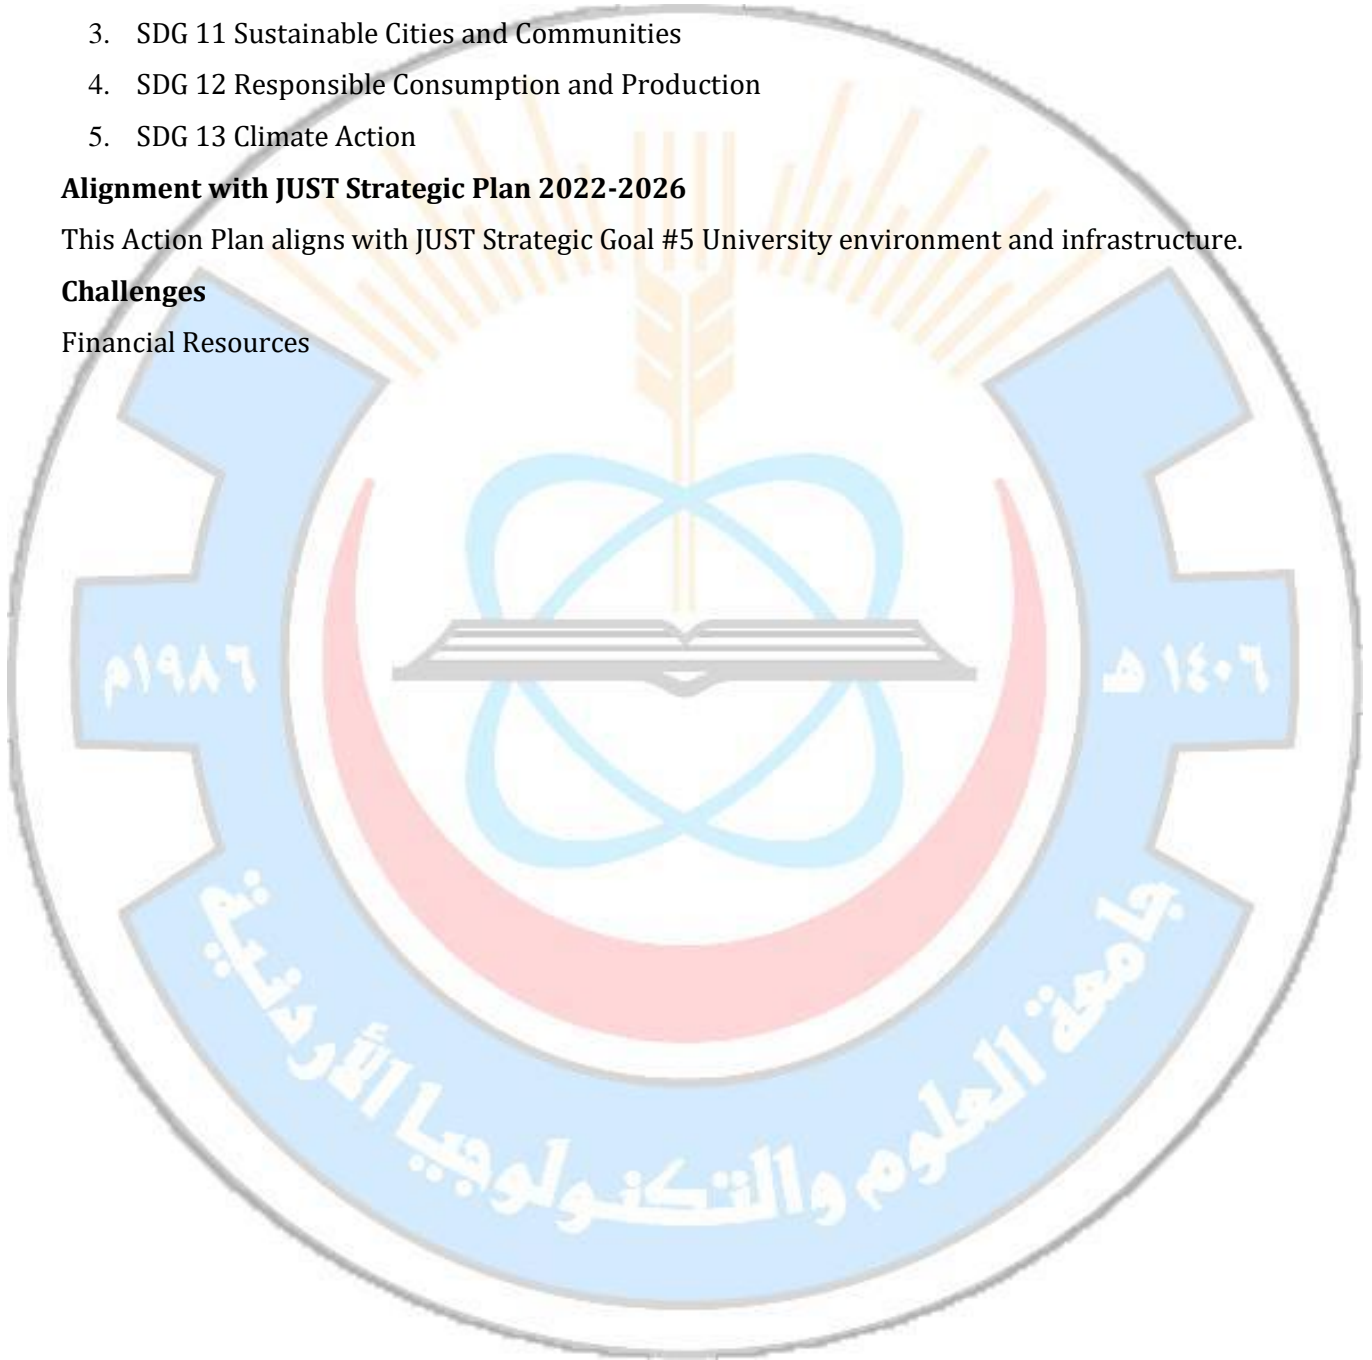 3. SDG 11 Sustainable Cities and Communities
4. SDG 12 Responsible Consumption and Production
5. SDG 13 Climate Action
Alignment with JUST Strategic Plan 2022-2026
This Action Plan aligns with JUST Strategic Goal #5 University environment and infrastructure.
Challenges
Financial Resources
١٩٨٦م
١٤٠٦ هـ
جامعة العلوم والتكنولوجيا الأردنية